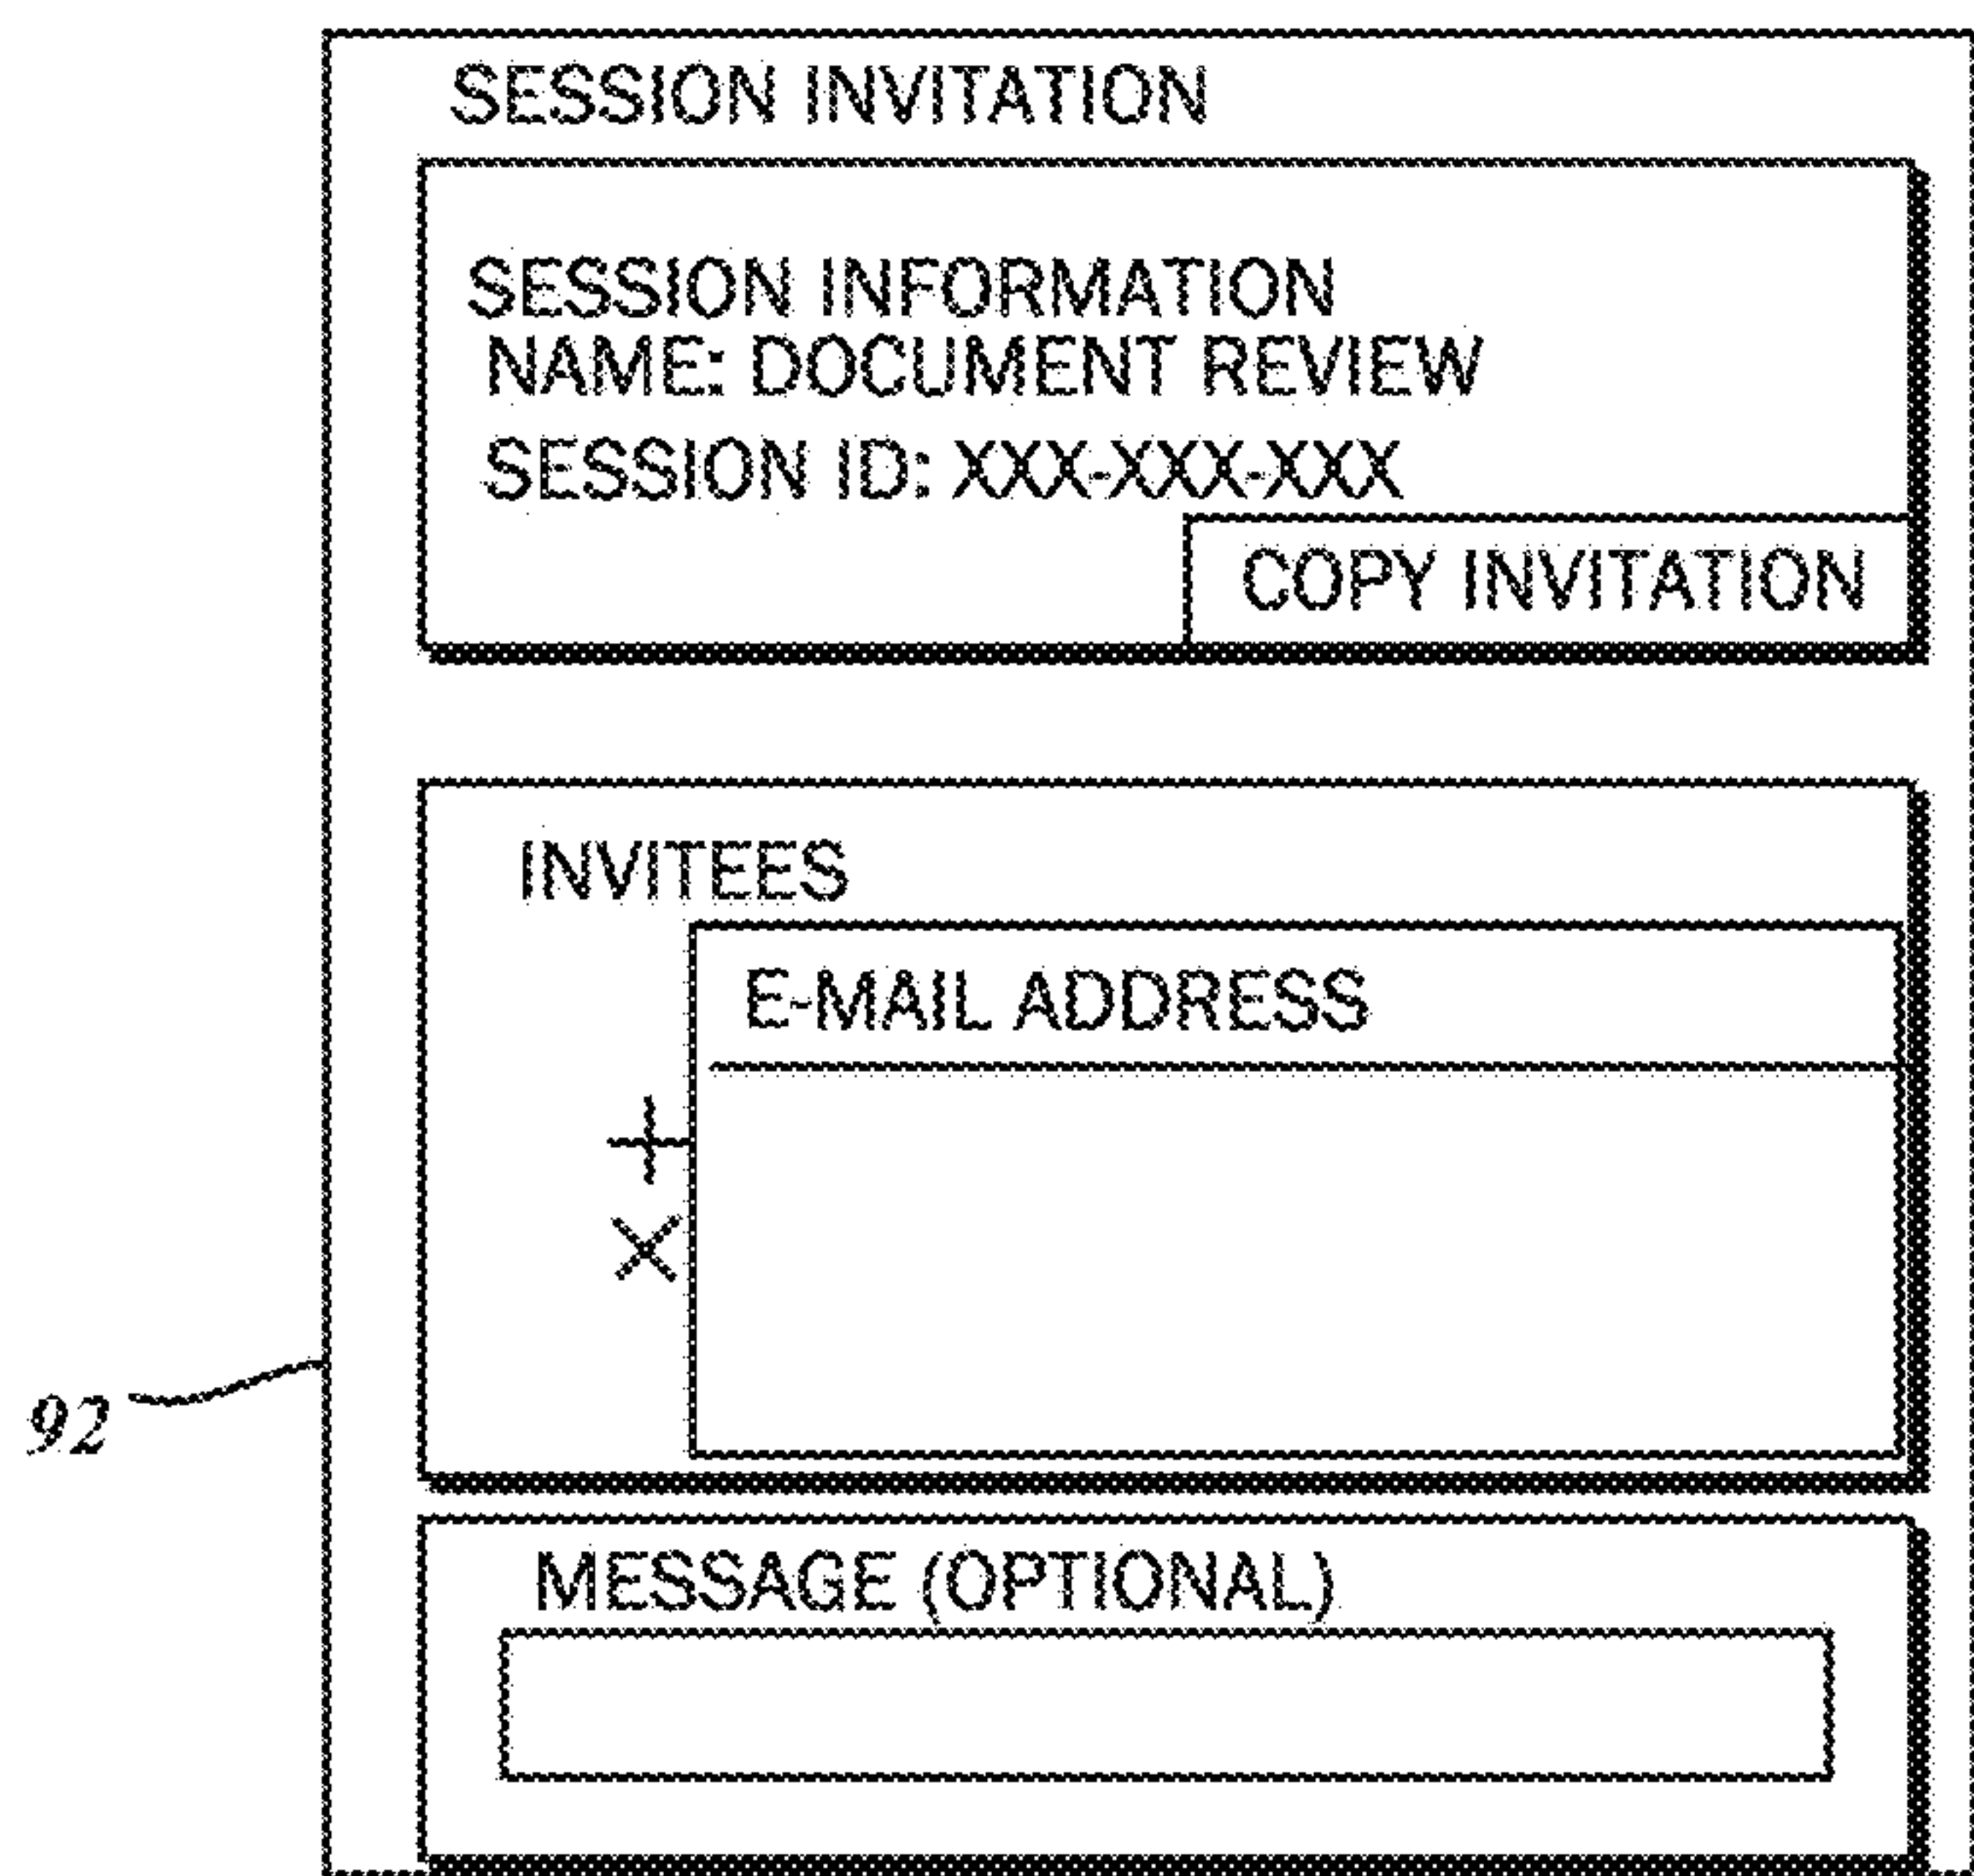 SESSION INVITATION
SESSION INFORMATION
NAME: DOCUMENT REVIEW
SESSION ID: XXX-XXX-XXX
COPY INVITATION
INVITEES
E-MAIL ADDRESS
+
X
92
MESSAGE (OPTIONAL)